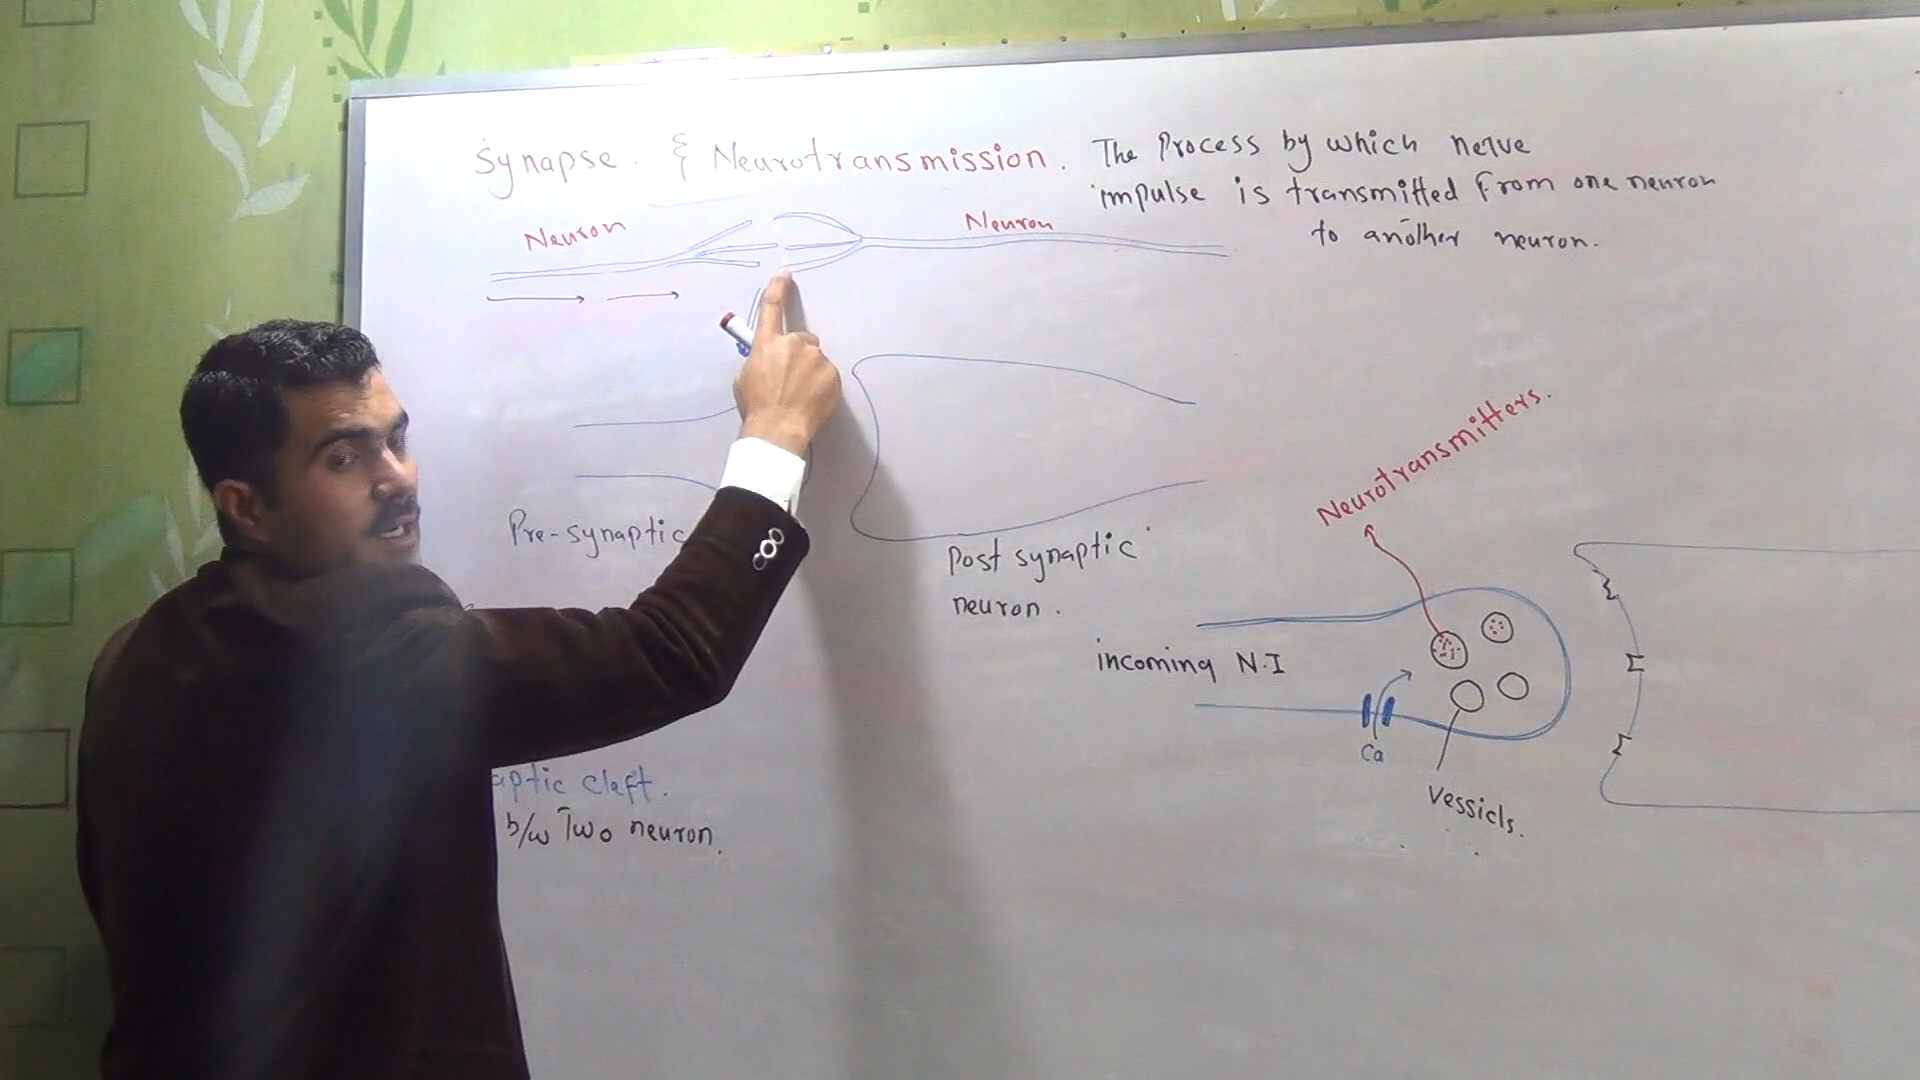 Synapse. & Neurotransmission.
The Process by which nerve
impulse is transmitted from one neuron
to another neuron.
Neuron
Neuron
Pre-synaptic
Post synaptic
neuron.
Neurotransmitters.
incoming N.I
Ca
Vessicls.
aptic cleft.
b/w Two neuron.